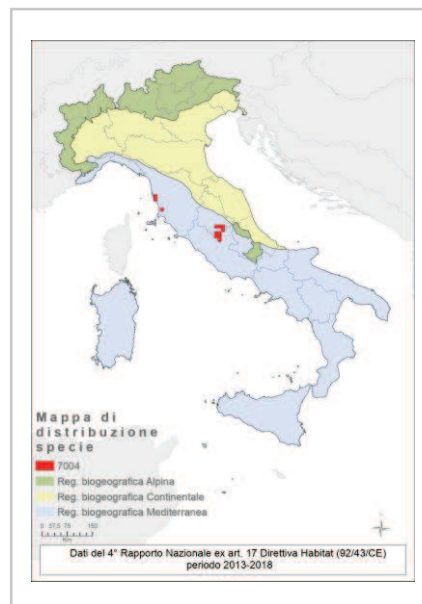 Mappa di
distribuzione
specie
7004
Reg. biogeografica Alpina
Reg. biogeografica Continentale
Reg. biogeografica Mediterranea
0 37,5 75 150
Km
Dati del 4° Rapporto Nazionale ex art. 17 Direttiva Habitat (92/43/CE)
periodo 2013-2018